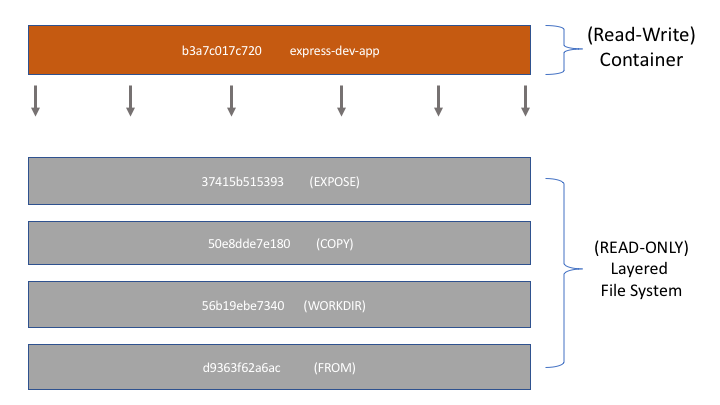 b3a7c017c720 express-dev-app
(Read-Write)
Container
37415b515393 (EXPOSE)
50e8dde7e180 (COPY)
56b19ebe7340 (WORKDIR)
d9363f62a6ac (FROM)
(READ-ONLY)
Layered
File System